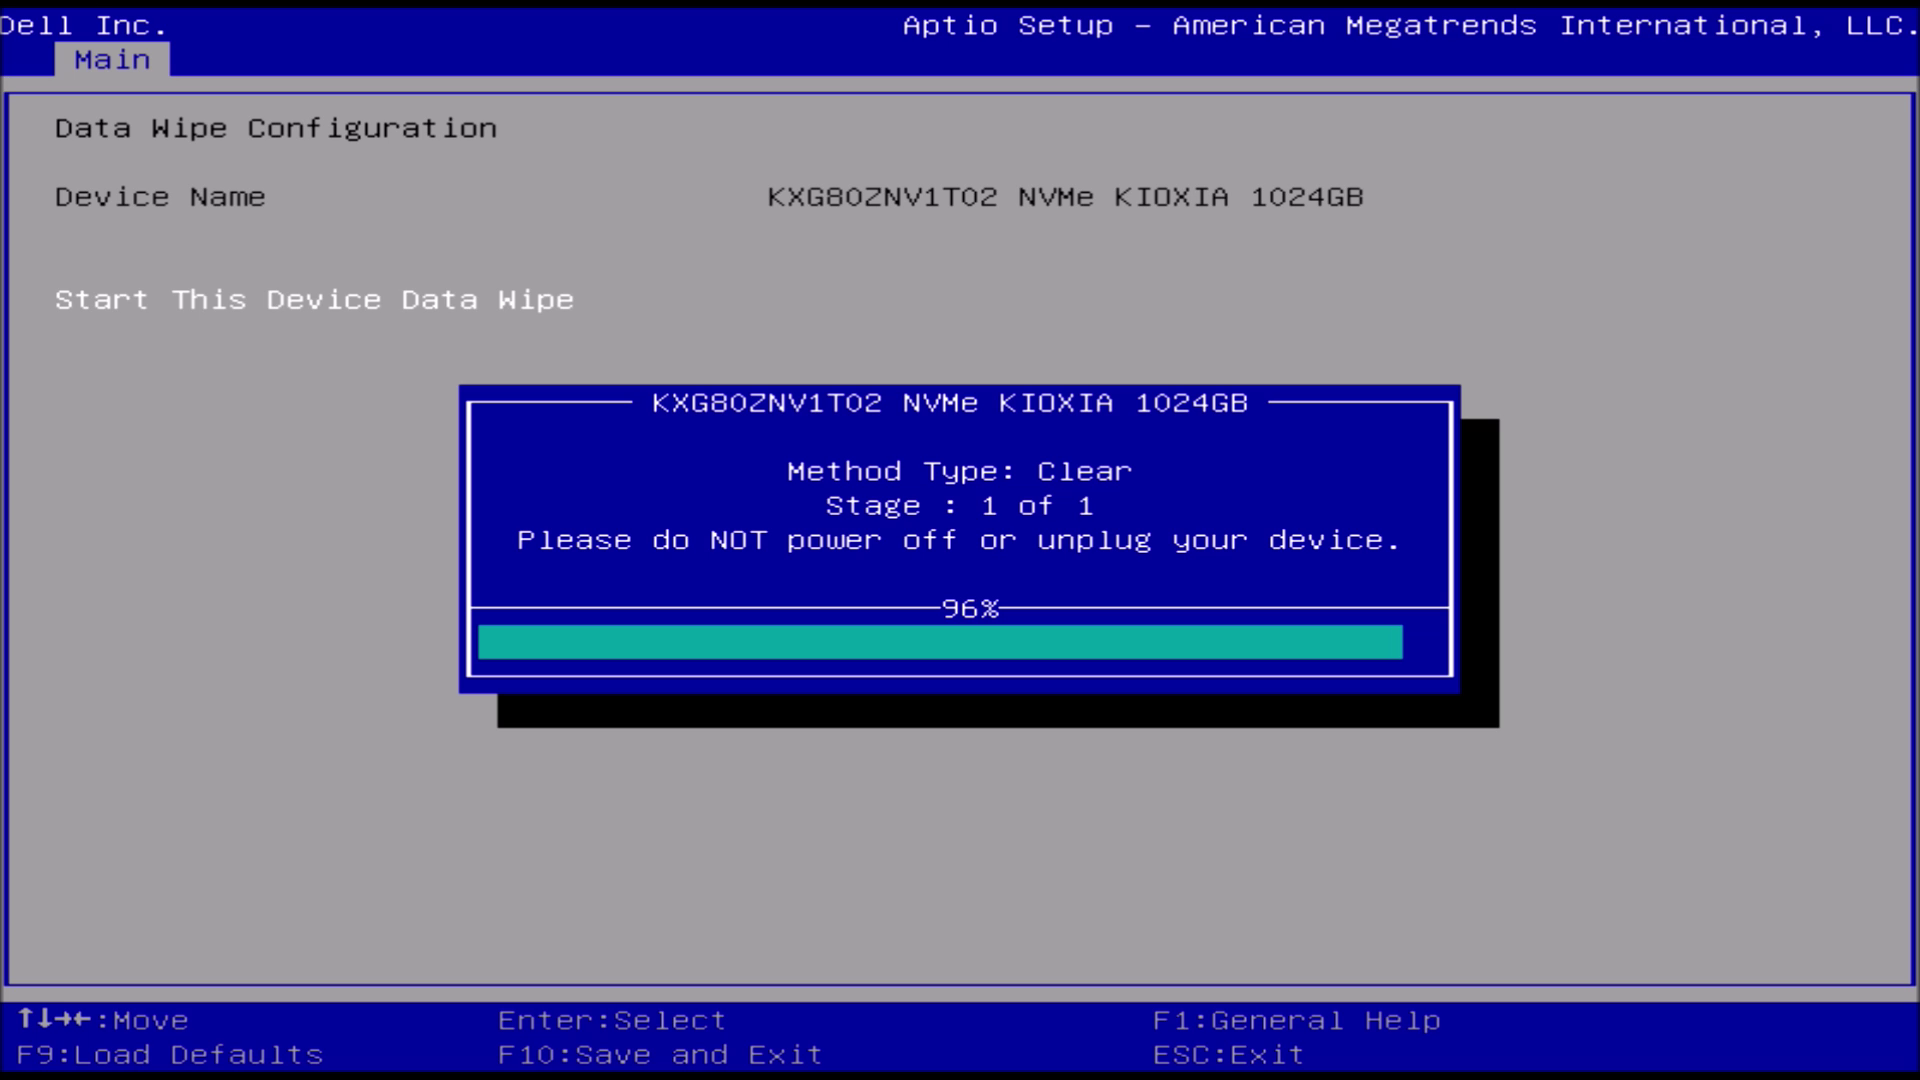 Dell Inc. Aptio Setup – American Megatrends International, LLC.
Main
Data Wipe Configuration
Device Name KXG80ZNV1T02 NVMe KIOXIA 1024GB
Start This Device Data Wipe
KXG80ZNV1T02 NVMe KIOXIA 1024GB
Method Type: Clear
Stage : 1 of 1
Please do NOT power off or unplug your device.
96%
↑↓→←:Move Enter:Select F1:General Help
F9:Load Defaults F10:Save and Exit ESC:Exit